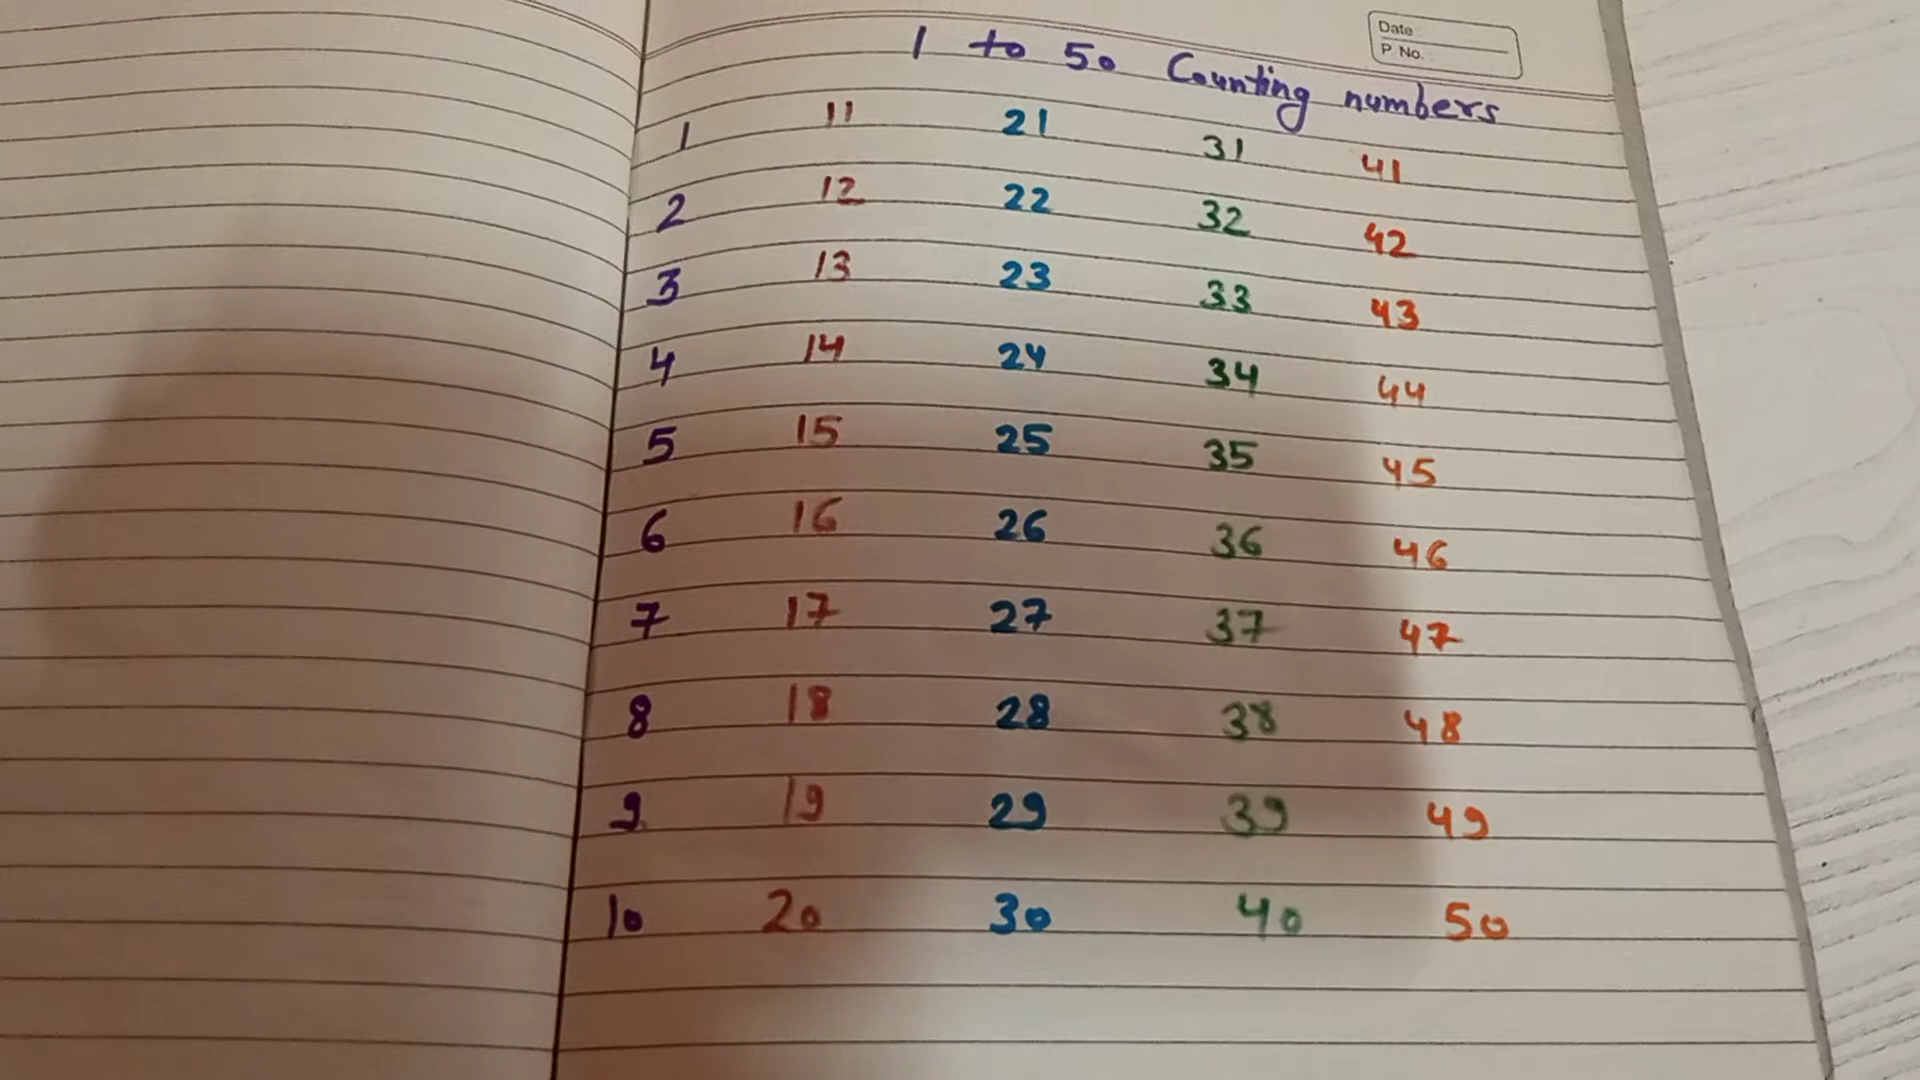 Date
P. No.
1 to 50 Counting numbers
1 11 21 31 41
2 12 22 32 42
3 13 23 33 43
4 14 24 34 44
5 15 25 35 45
6 16 26 36 46
7 17 27 37 47
8 18 28 38 48
9 19 29 39 49
10 20 30 40 50